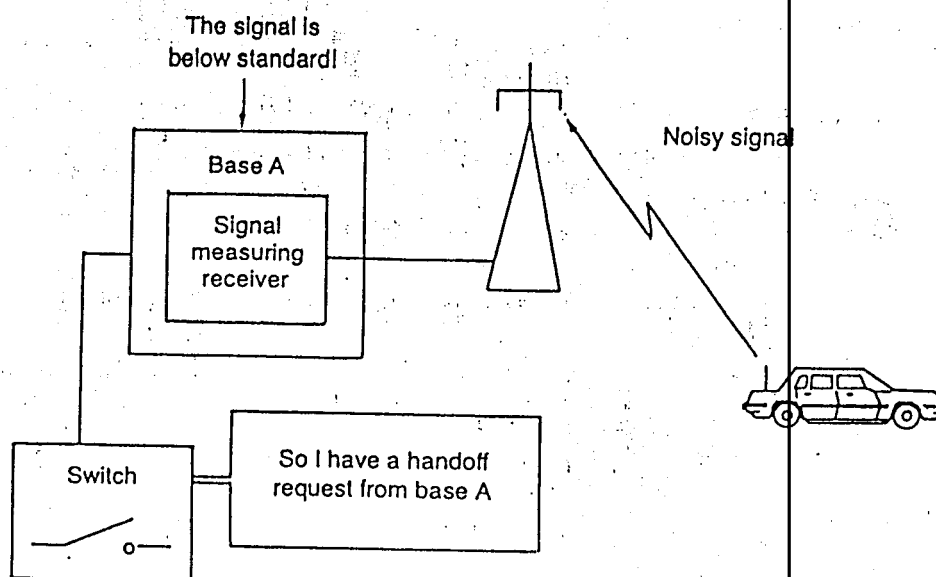 The signal is
below standard!
Noisy signal
Base A
Signal
measuring
receiver
So I have a handoff
request from base A
Switch